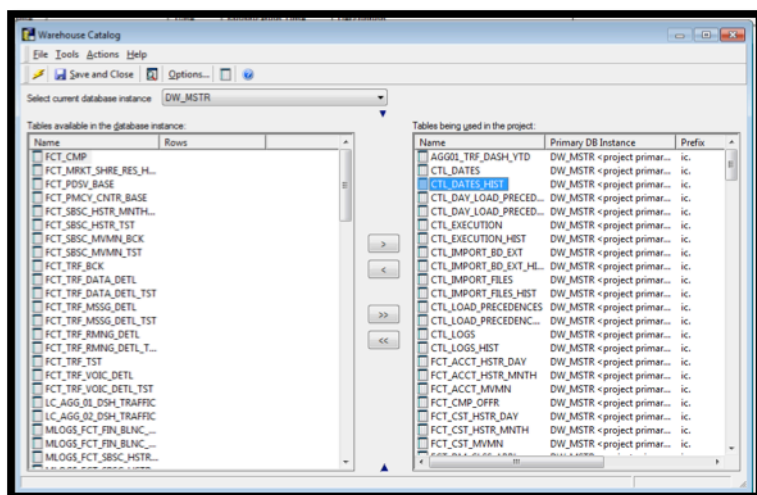 Warehouse Catalog
File Tools Actions Help
Save and Close Options...
Select current database instance DW_MSTR
Tables available in the database instance:
Name Rows
FCT_CMP
FCT_MRKT_SHRE_RES_H...
FCT_PDSV_BASE
FCT_PMCY_CNTR_BASE
FCT_SBSC_HSTR_MNTH...
FCT_SBSC_HSTR_TST
FCT_SBSC_MVMN_BCK
FCT_SBSC_MVMN_TST
FCT_TRF_BCK
FCT_TRF_DATA_DETL
FCT_TRF_DATA_DETL_TST
FCT_TRF_MSSG_DETL
FCT_TRF_MSSG_DETL_TST
FCT_TRF_RMNG_DETL
FCT_TRF_RMNG_DETL_T...
FCT_TRF_TST
FCT_TRF_VOIC_DETL
FCT_TRF_VOIC_DETL_TST
LC_AGG_01_DSH_TRAFFIC
LC_AGG_02_DSH_TRAFFIC
MLOG$_FCT_FIN_BLNC_...
MLOG$_FCT_SBSC_HSTR...
>
<
>>
<<
Tables being used in the project:
Name Primary DB Instance Prefix
AGG01_TRF_DASH_YTD DW_MSTR <project primar... ic.
CTL_DATES DW_MSTR <project primar... ic.
CTL_DATES_HIST DW_MSTR <project primar... ic.
CTL_DAY_LOAD_PRECED... DW_MSTR <project primar... ic.
CTL_DAY_LOAD_PRECED... DW_MSTR <project primar... ic.
CTL_EXECUTION DW_MSTR <project primar... ic.
CTL_EXECUTION_HIST DW_MSTR <project primar... ic.
CTL_IMPORT_BD_EXT DW_MSTR <project primar... ic.
CTL_IMPORT_BD_EXT_HI... DW_MSTR <project primar... ic.
CTL_IMPORT_FILES DW_MSTR <project primar... ic.
CTL_IMPORT_FILES_HIST DW_MSTR <project primar... ic.
CTL_LOAD_PRECEDENCES DW_MSTR <project primar... ic.
CTL_LOAD_PRECEDENC... DW_MSTR <project primar... ic.
CTL_LOGS DW_MSTR <project primar... ic.
CTL_LOGS_HIST DW_MSTR <project primar... ic.
FCT_ACCT_HSTR_DAY DW_MSTR <project primar... ic.
FCT_ACCT_HSTR_MNTH DW_MSTR <project primar... ic.
FCT_ACCT_MVMN DW_MSTR <project primar... ic.
FCT_CMP_OFFR DW_MSTR <project primar... ic.
FCT_CST_HSTR_DAY DW_MSTR <project primar... ic.
FCT_CST_HSTR_MNTH DW_MSTR <project primar... ic.
FCT_CST_MVMN DW_MSTR <project primar... ic.